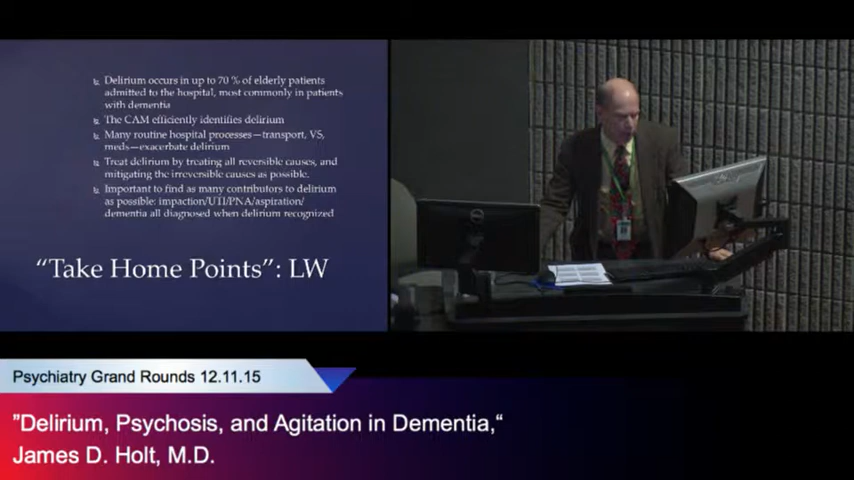 Delirium occurs in up to 70 % of elderly patients
admitted to the hospital, most commonly in patients
with dementia
The CAM efficiently identifies delirium
Many routine hospital processes—transport, VS,
meds—exacerbate delirium
Treat delirium by treating all reversible causes, and
mitigating the irreversible causes as possible.
Important to find as many contributors to delirium
as possible: impaction/UTI/PNA/aspiration/
dementia all diagnosed when delirium recognized
“Take Home Points”: LW
Psychiatry Grand Rounds 12.11.15
”Delirium, Psychosis, and Agitation in Dementia,“
James D. Holt, M.D.